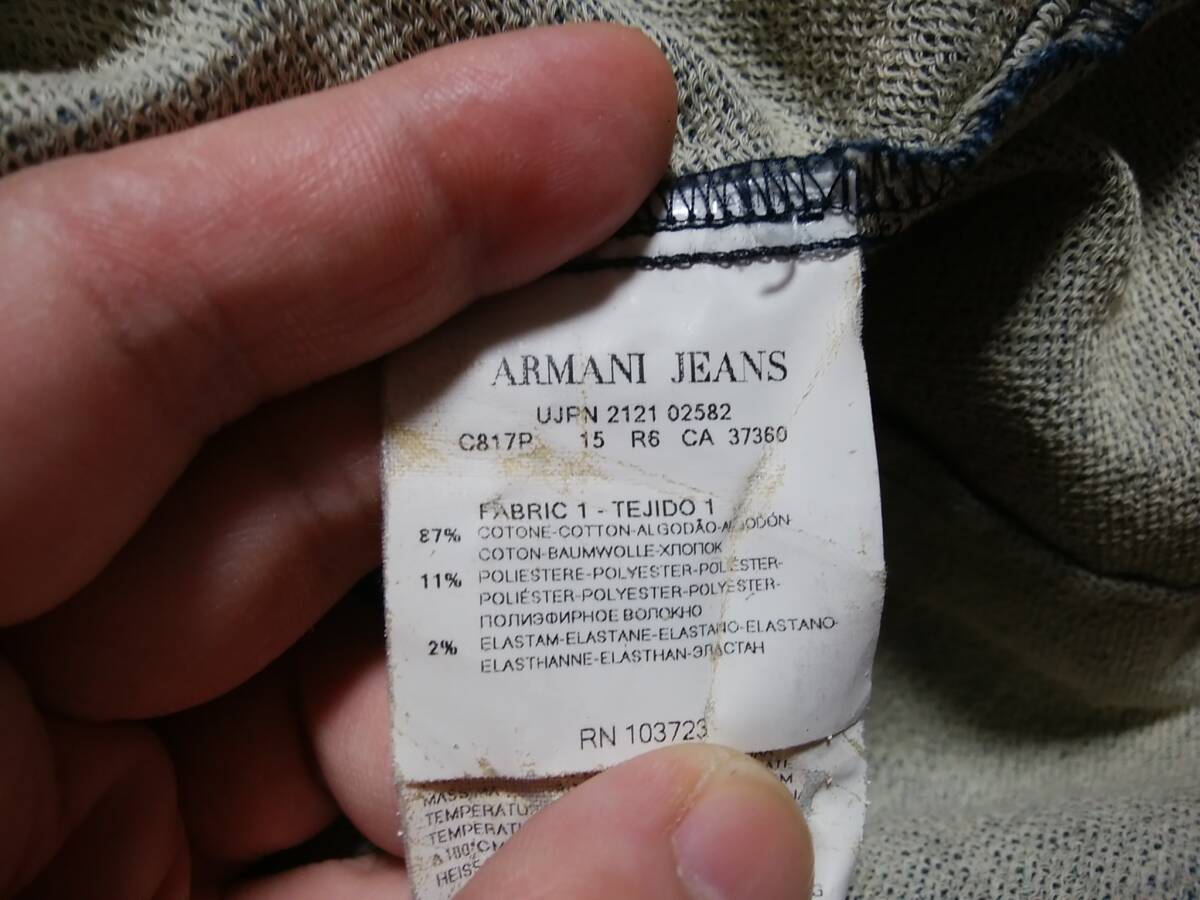 ARMANI JEANS
UJPN 2121 02582
C817P 15 R6 CA 37360
FABRIC 1 - TEJIDO 1
87% COTONE-COTTON-ALGODÃO-ALGODÓN-
COTON-BAUMWOLLE-ХЛОПОК
11% POLIESTERE-POLYESTER-POLIESTER-
POLIÉSTER-POLYESTER-POLYESTER-
ПОЛИЭФИРНОЕ ВОЛОКНО
2% ELASTAM-ELASTANE-ELASTANO-ELASTANO-
ELASTHANNE-ELASTHAN-ЭЛАСТАН
RN 103723